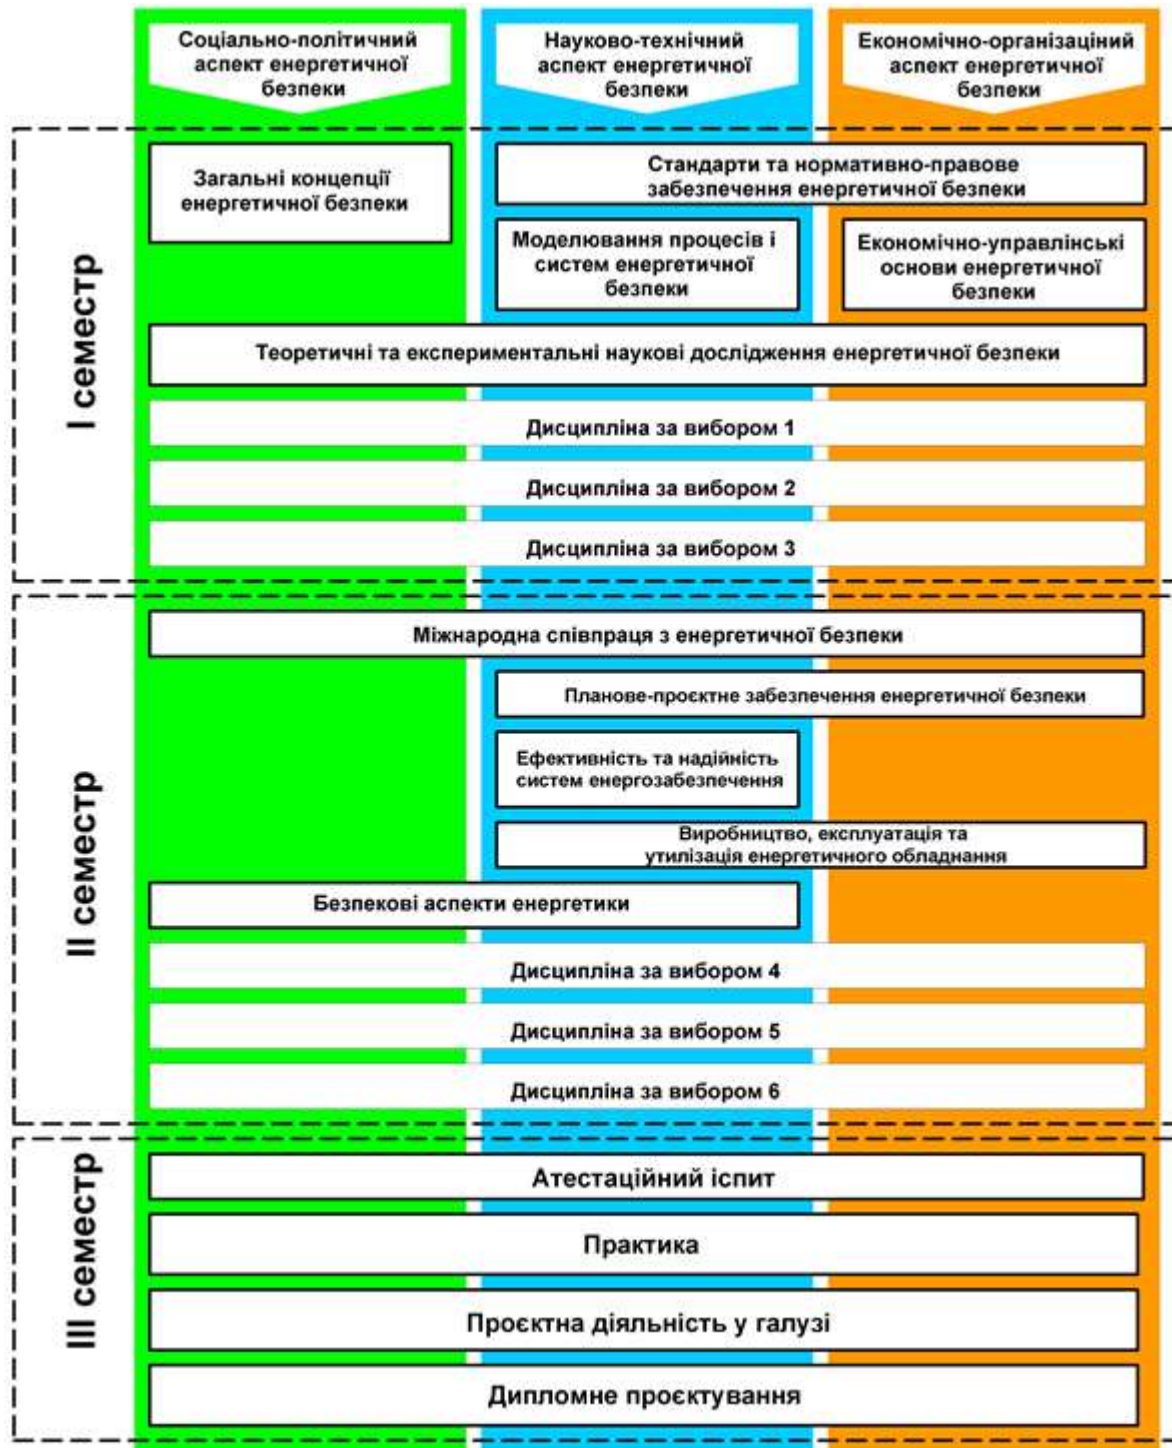 Соціально-політичний
аспект енергетичної
безпеки
Науково-технічний
аспект енергетичної
безпеки
Економічно-організаціний
аспект енергетичної
безпеки
I семестр
Загальні концепції
енергетичної безпеки
Стандарти та нормативно-правове
забезпечення енергетичної безпеки
Моделювання процесів і
систем енергетичної
безпеки
Економічно-управлінські
основи енергетичної
безпеки
Теоретичні та експериментальні наукові дослідження енергетичної безпеки
Дисципліна за вибором 1
Дисципліна за вибором 2
Дисципліна за вибором 3
II семестр
Міжнародна співпраця з енергетичної безпеки
Планове-проєктне забезпечення енергетичної безпеки
Ефективність та надійність
систем енергозабезпечення
Виробництво, експлуатація та
утилізація енергетичного обладнання
Безпекові аспекти енергетики
Дисципліна за вибором 4
Дисципліна за вибором 5
Дисципліна за вибором 6
III семестр
Атестаційний іспит
Практика
Проєктна діяльність у галузі
Дипломне проєктування